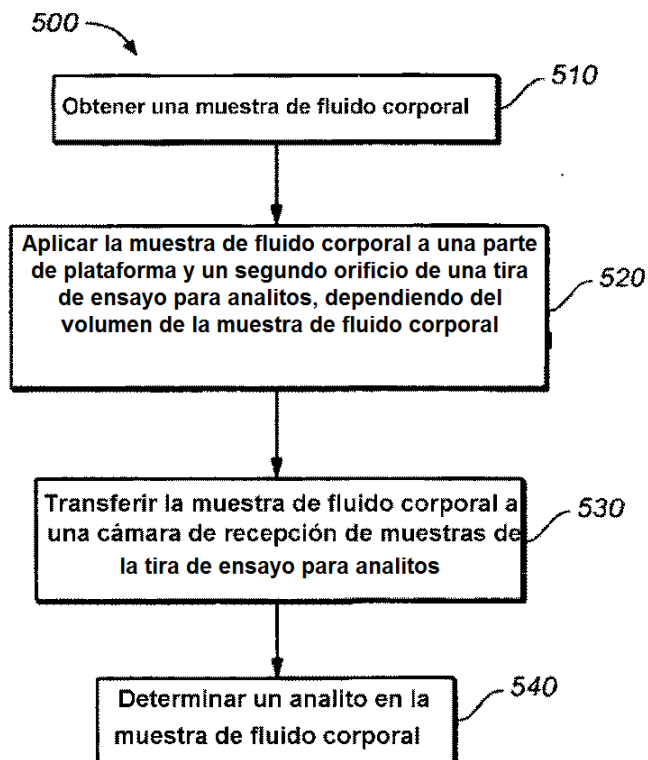 500
510
Obtener una muestra de fluido corporal
Aplicar la muestra de fluido corporal a una parte
de plataforma y un segundo orificio de una tira
de ensayo para analitos, dependiendo del
volumen de la muestra de fluido corporal
520
Transferir la muestra de fluido corporal a
una cámara de recepción de muestras de
la tira de ensayo para analitos
530
Determinar un analito en la
muestra de fluido corporal
540